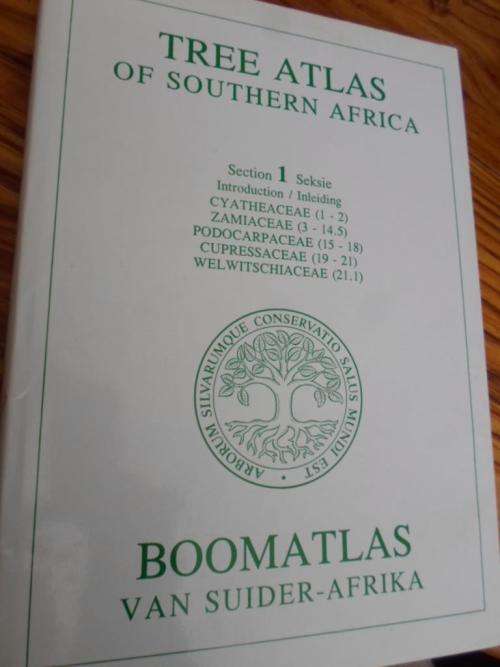 TREE ATLAS
OF SOUTHERN AFRICA
Section 1 Seksie
Introduction / Inleiding
CYATHEACEAE (1 - 2)
ZAMIACEAE (3 - 14.5)
PODOCARPACEAE (15 - 18)
CUPRESSACEAE (19 - 21)
WELWITSCHIACEAE (21.1)
ARBORUM SILVARUMQUE CONSERVATIO SALUS MUNDI EST
BOOMATLAS
VAN SUIDER-AFRIKA